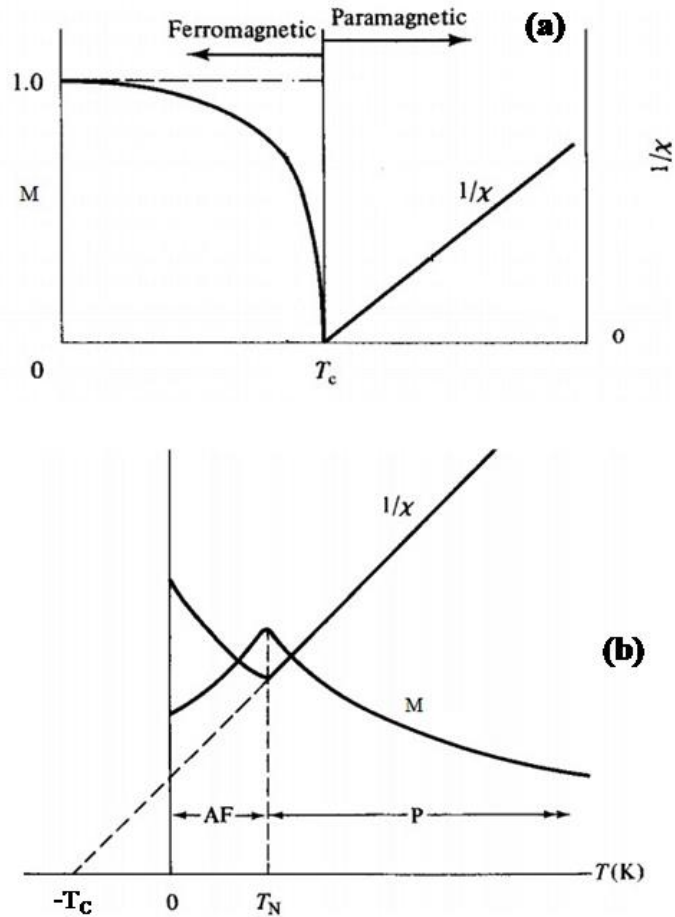 Ferromagnetic Paramagnetic (a)
1.0
M 1/χ 1/χ
0 T_c 0
1/χ
(b)
M
AF P
-T_C 0 T_N T(K)